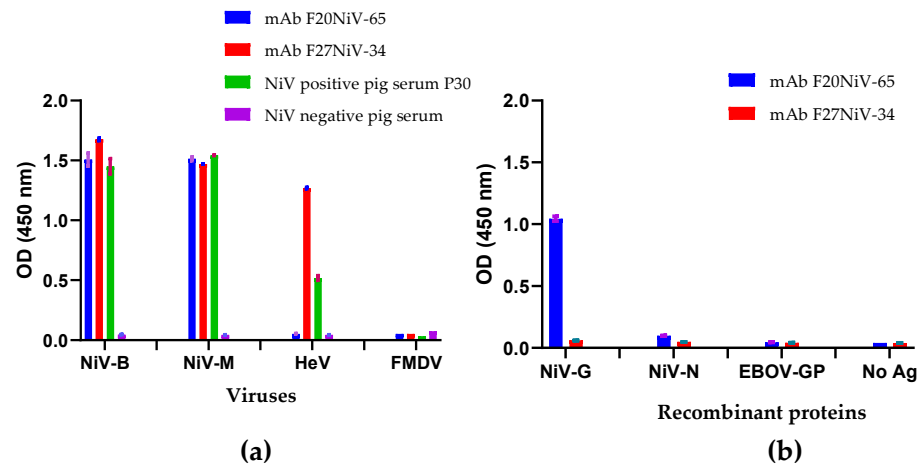 mAb F20NiV-65
mAb F27NiV-34
NiV positive pig serum P30
NiV negative pig serum
2.0
1.5
1.0
0.5
0.0
OD (450 nm)
NiV-B NiV-M HeV FMDV
Viruses
(a)
mAb F20NiV-65
mAb F27NiV-34
2.0
1.5
1.0
0.5
0.0
OD (450 nm)
NiV-G NiV-N EBOV-GP No Ag
Recombinant proteins
(b)